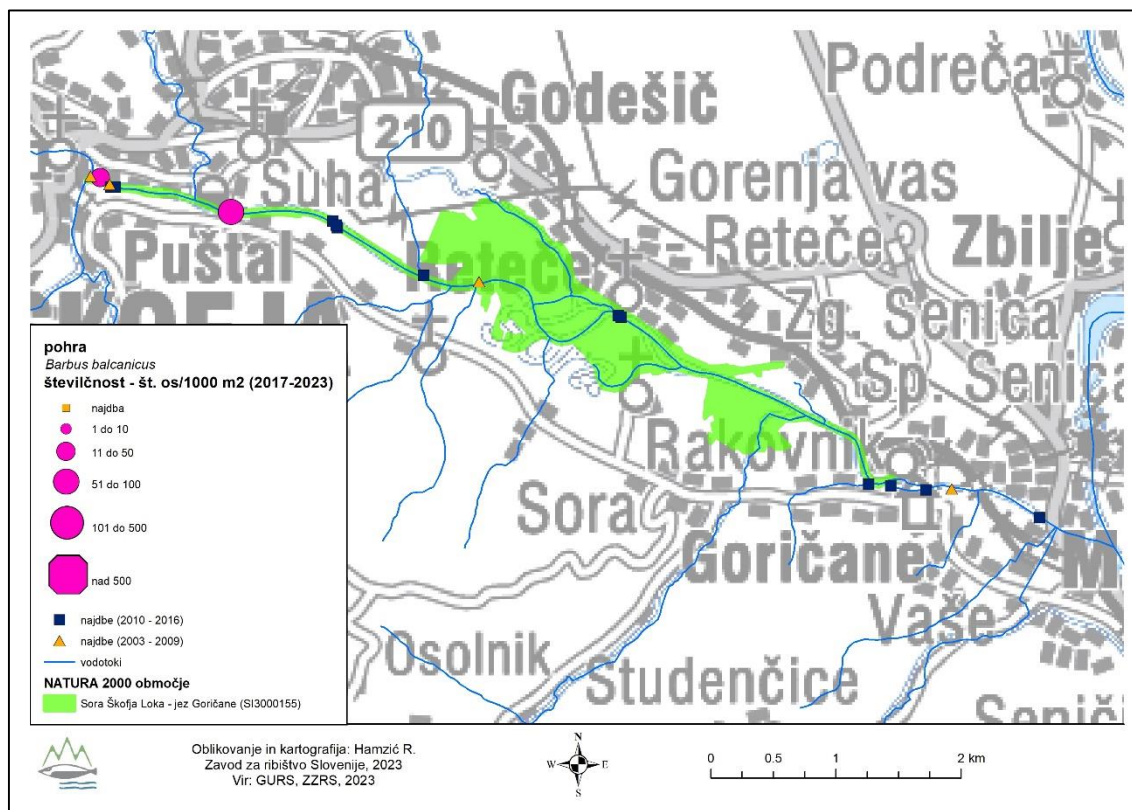 Podreča
Godešič
210
Suha
Gorenja vas
- Reteče
Zbilje
Puštal
Reteče
Zg. Senica
Sp. Senica
Rakovnik
Sora
Goričane
M
Vaše
Osolnik
Studenčice
Seniči
pohra
Barbus balcanicus
številčnost - št. os/1000 m2 (2017-2023)
najdba
1 do 10
11 do 50
51 do 100
101 do 500
nad 500
najdbe (2010 - 2016)
najdbe (2003 - 2009)
vodotoki
NATURA 2000 območje
Sora Škofja Loka - jez Goričane (SI3000155)
Oblikovanje in kartografija: Hamzić R.
Zavod za ribištvo Slovenije, 2023
Vir: GURS, ZZRS, 2023
N
W E
S
0 0.5 1 2 km